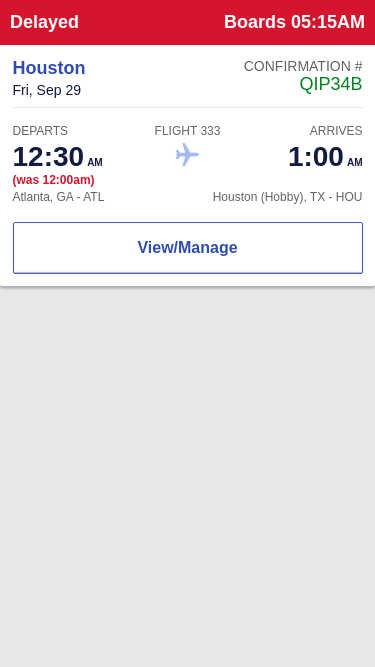 Delayed Boards 05:15AM
Houston CONFIRMATION #
Fri, Sep 29 QIP34B
DEPARTS FLIGHT 333 ARRIVES
12:30 AM 1:00 AM
(was 12:00am)
Atlanta, GA - ATL Houston (Hobby), TX - HOU
View/Manage